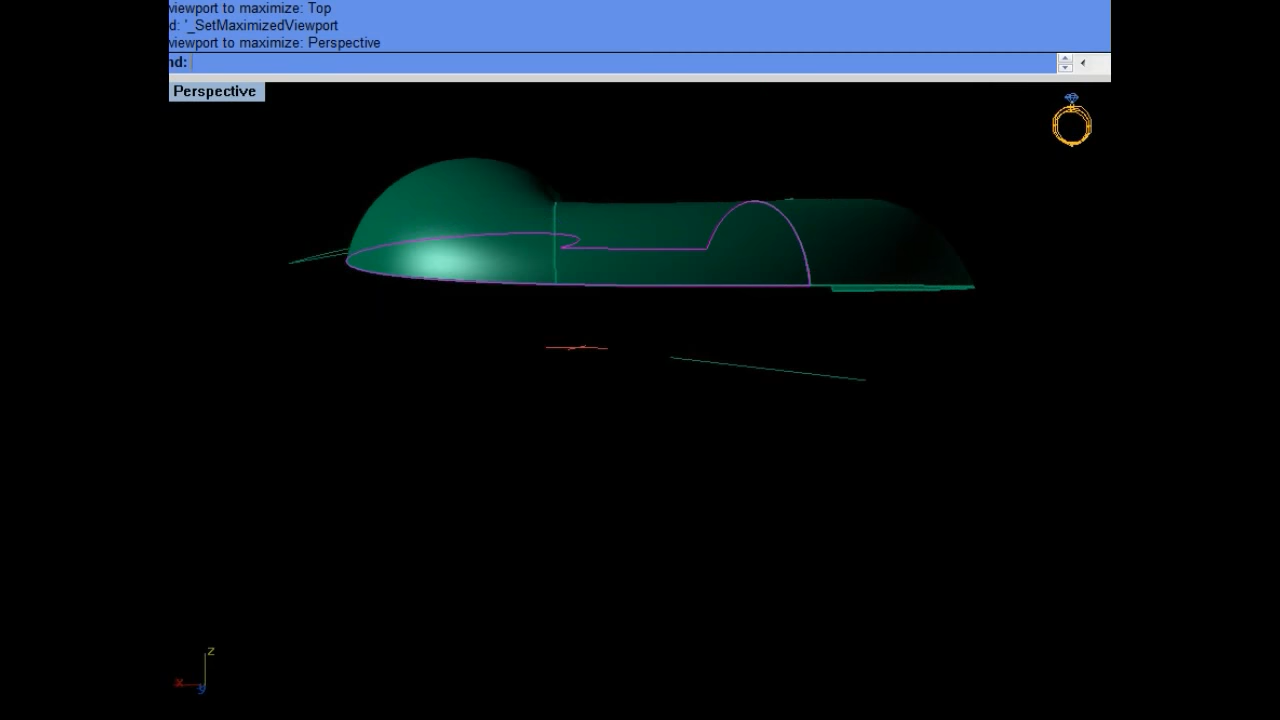 viewport to maximize: Top
d: '_SetMaximizedViewport
viewport to maximize: Perspective
nd:
Perspective
z
x
y